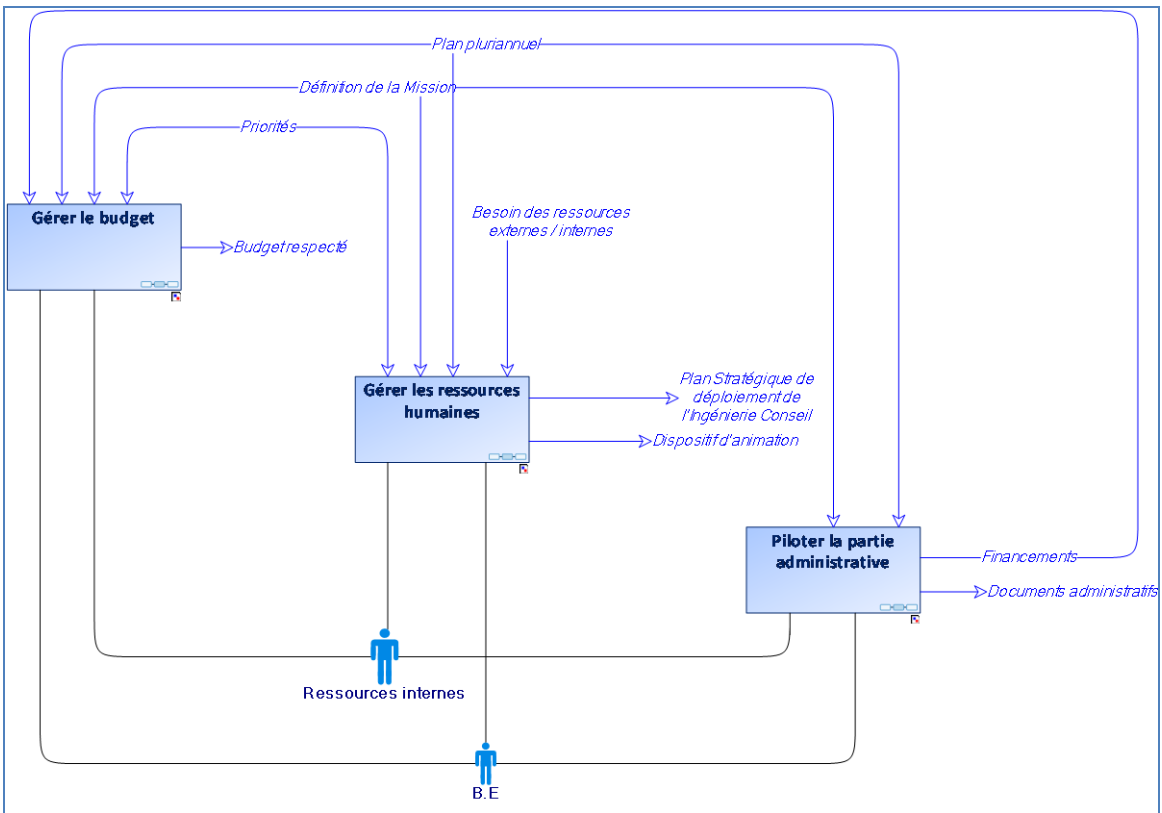 Plan pluriannuel
Définition de la Mission
Priorités
Gérer le budget
Budget respecté
Besoin des ressources
externes / internes
Gérer les ressources
humaines
Plan Stratégique de
déploiement de
l'Ingénierie Conseil
Dispositif d'animation
Piloter la partie
administrative
Financements
Documents administratifs
Ressources internes
B.E